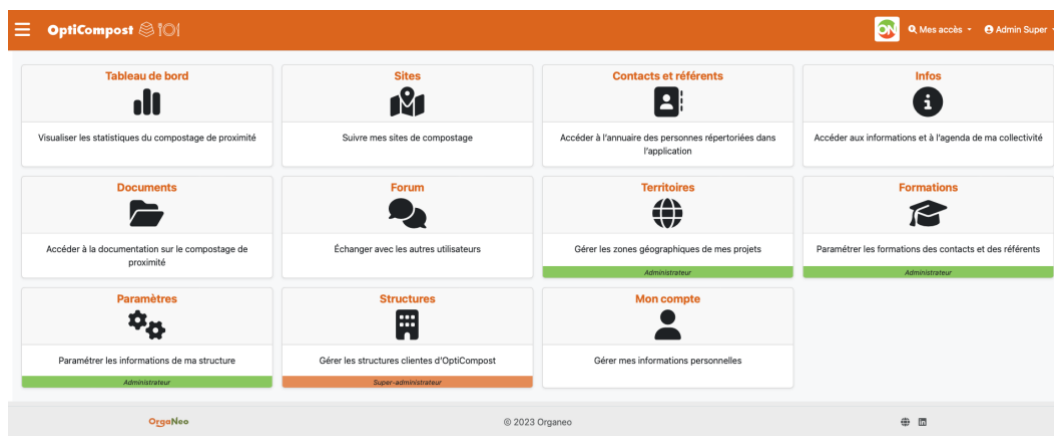 OptiCompost
ON
Mes accès
Admin Super
Tableau de bord
Visualiser les statistiques du compostage de proximité
Sites
Suivre mes sites de compostage
Contacts et référents
Accéder à l'annuaire des personnes répertoriées dans
l'application
Infos
Accéder aux informations et à l'agenda de ma collectivité
Documents
Accéder à la documentation sur le compostage de
proximité
Forum
Échanger avec les autres utilisateurs
Territoires
Gérer les zones géographiques de mes projets
Administrateur
Formations
Paramétrer les formations des contacts et des référents
Administrateur
Paramètres
Paramétrer les informations de ma structure
Administrateur
Structures
Gérer les structures clientes d'OptiCompost
Super-administrateur
Mon compte
Gérer mes informations personnelles
OrgaNeo
© 2023 Organeo